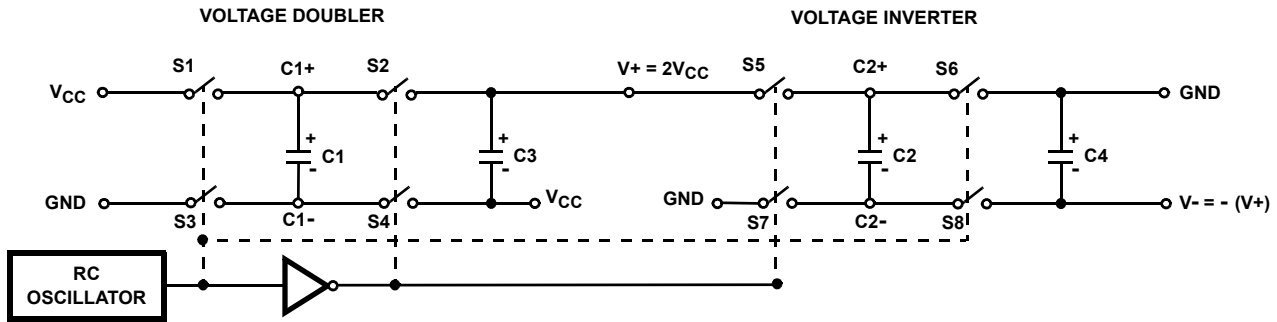 VOLTAGE DOUBLER
VOLTAGE INVERTER
S1
C1+
S2
V+ = 2VCC
S5
C2+
S6
VCC
GND
+
C1
-
+
C3
-
+
C2
-
+
C4
-
GND
S3
C1-
S4
VCC
GND
S7
C2-
S8
V- = - (V+)
RC
OSCILLATOR